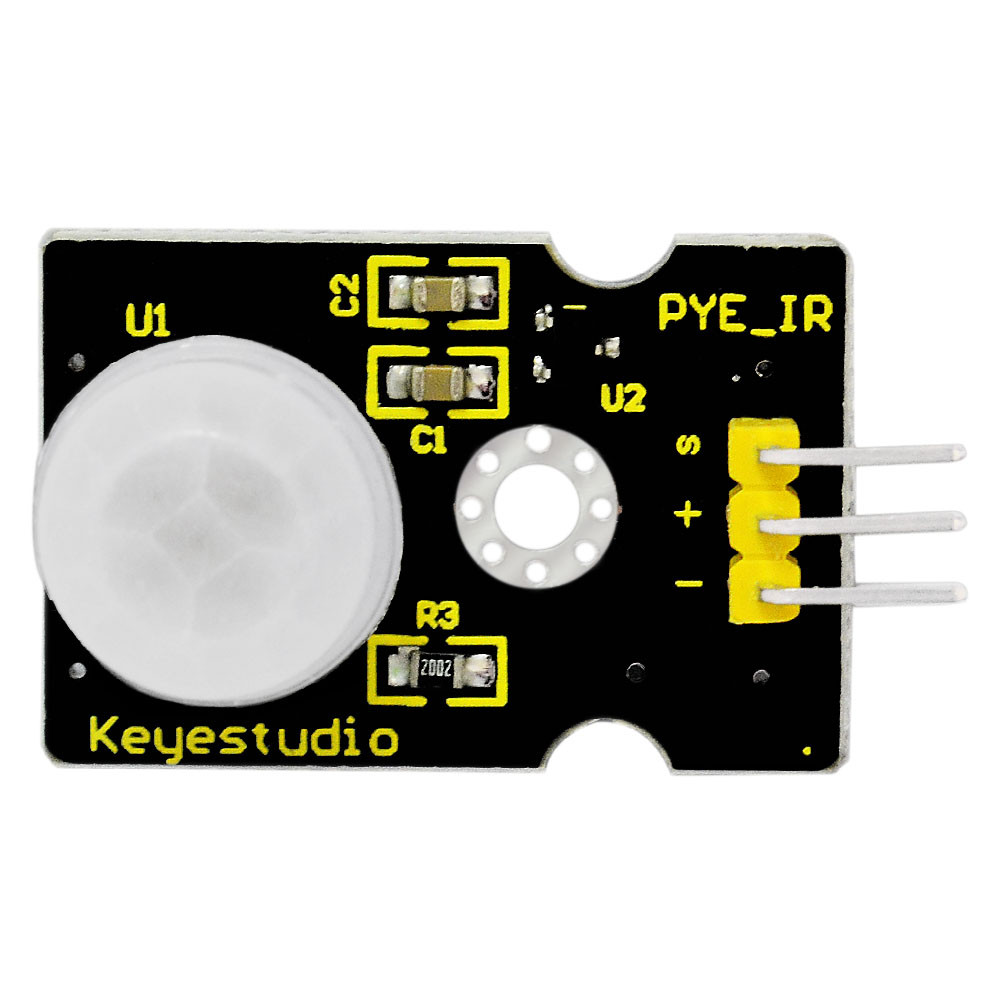 C2
U1
PYE_IR
U2
C1
S
+
-
R3
2002
Keyestudio